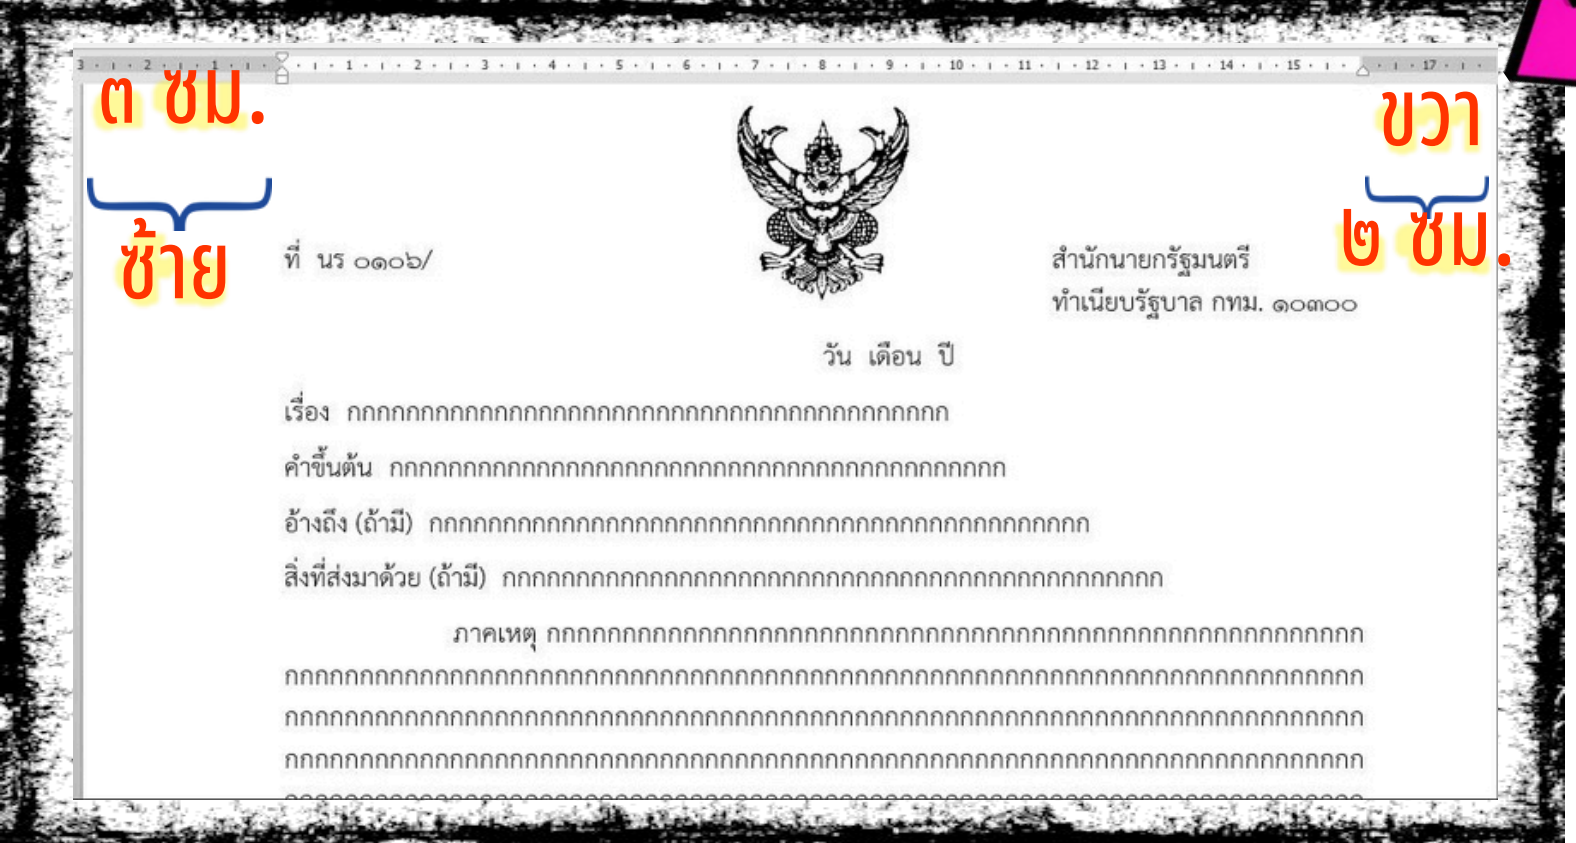 3 2 1 1 2 3 4 5 6 7 8 9 10 11 12 13 14 15 17
๓ ซม.
ซ้าย
ขวา
๒ ซม.
ที่ นร ๐๑๐๖/
สำนักนายกรัฐมนตรี
ทำเนียบรัฐบาล กทม. ๑๐๓๐๐
วัน เดือน ปี
เรื่อง กกกกกกกกกกกกกกกกกกกกกกกกกกกกกกกกกกกกกกกกก
คำขึ้นต้น กกกกกกกกกกกกกกกกกกกกกกกกกกกกกกกกกกกกกกกกกก
อ้างถึง (ถ้ามี) กกกกกกกกกกกกกกกกกกกกกกกกกกกกกกกกกกกกกกกกกกกกก
สิ่งที่ส่งมาด้วย (ถ้ามี) กกกกกกกกกกกกกกกกกกกกกกกกกกกกกกกกกกกกกกกกกกกกก
ภาคเหตุ กกกกกกกกกกกกกกกกกกกกกกกกกกกกกกกกกกกกกกกกกกกกกกกกกกกกกก
กกกกกกกกกกกกกกกกกกกกกกกกกกกกกกกกกกกกกกกกกกกกกกกกกกกกกกกกกกกกกกกกกกกกกกก
กกกกกกกกกกกกกกกกกกกกกกกกกกกกกกกกกกกกกกกกกกกกกกกกกกกกกกกกกกกกกกกกกกกกกกก
กกกกกกกกกกกกกกกกกกกกกกกกกกกกกกกกกกกกกกกกกกกกกกกกกกกกกกกกกกกกกกกกกกกกกกก